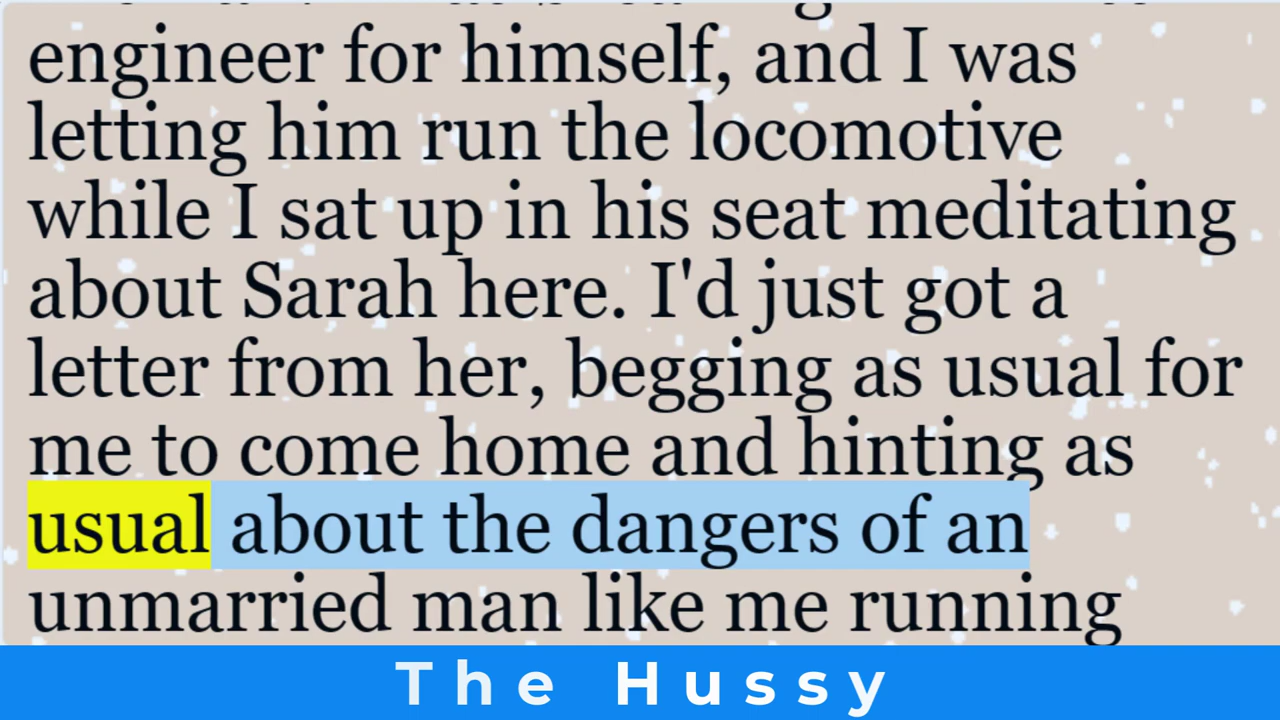 engineer for himself, and I was
letting him run the locomotive
while I sat up in his seat meditating
about Sarah here. I'd just got a
letter from her, begging as usual for
me to come home and hinting as
usual about the dangers of an
unmarried man like me running
The Hussy